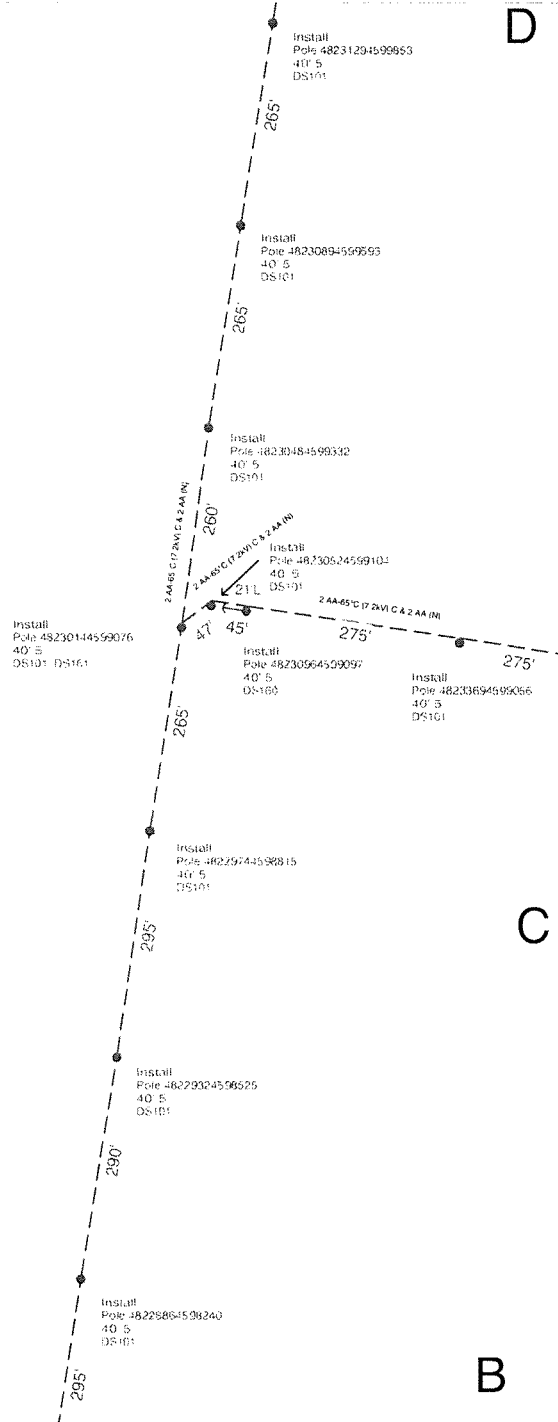 D
Install
Pole 48231294599853
40' 5
DS101
265'
Install
Pole 48230894599593
40' 5
DS101
265'
Install
Pole 48230484599332
40' 5
DS101
260'
2 AA-65°C (7.2kV) C & 2 AA (N)
2 AA-65°C (7.2kV) C & 2 AA (N)
Install
Pole 48230524599104
40' 5
DS101
21'L
2 AA-65°C (7.2kV) C & 2 AA (N)
Install
Pole 48230144599076
40' 5
DS101 DS161
47'
45'
275'
275'
Install
Pole 48230964599097
40' 5
DS160
Install
Pole 48233694599056
40' 5
DS101
265'
Install
Pole 48229744598815
40' 5
DS101
295'
C
Install
Pole 48229324598525
40' 5
DS101
290'
Install
Pole 48228864598240
40' 5
DS101
295'
B